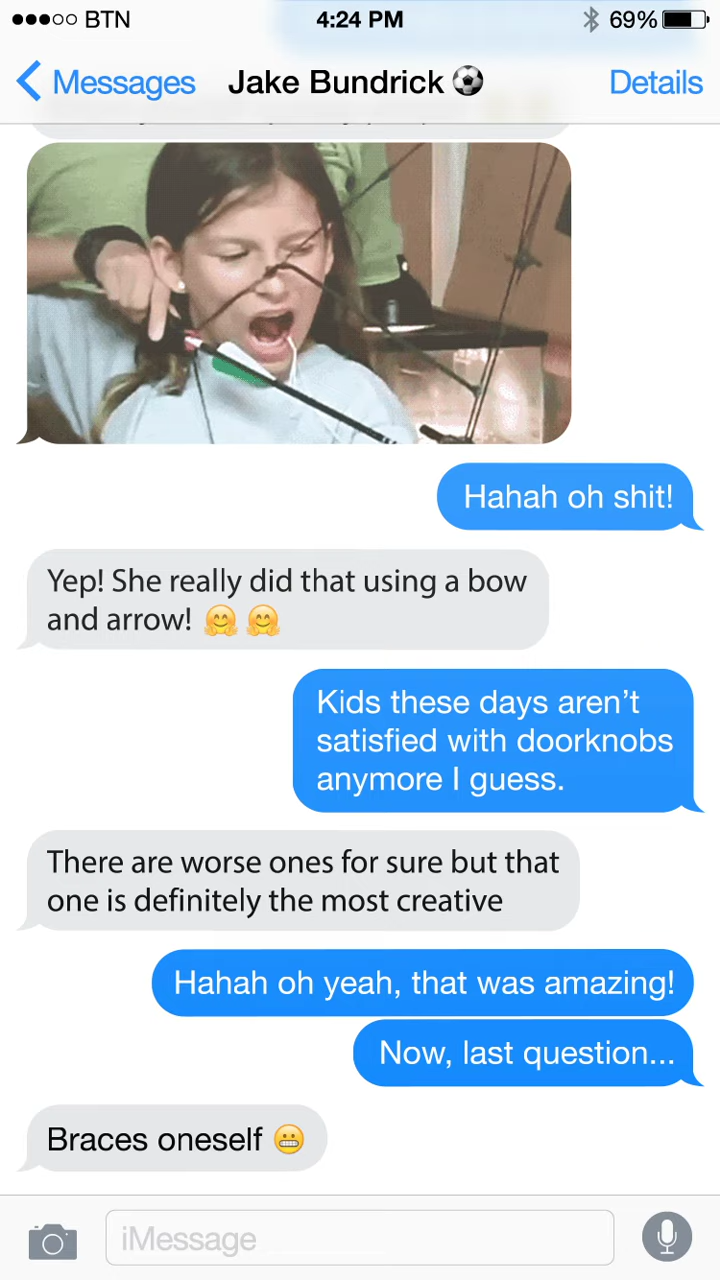 BTN 4:24 PM 69%
Messages Jake Bundrick ⚽ Details
Hahah oh shit!
Yep! She really did that using a bow
and arrow! 🤗 🤗
Kids these days aren’t
satisfied with doorknobs
anymore I guess.
There are worse ones for sure but that
one is definitely the most creative
Hahah oh yeah, that was amazing!
Now, last question...
Braces oneself 😬
iMessage